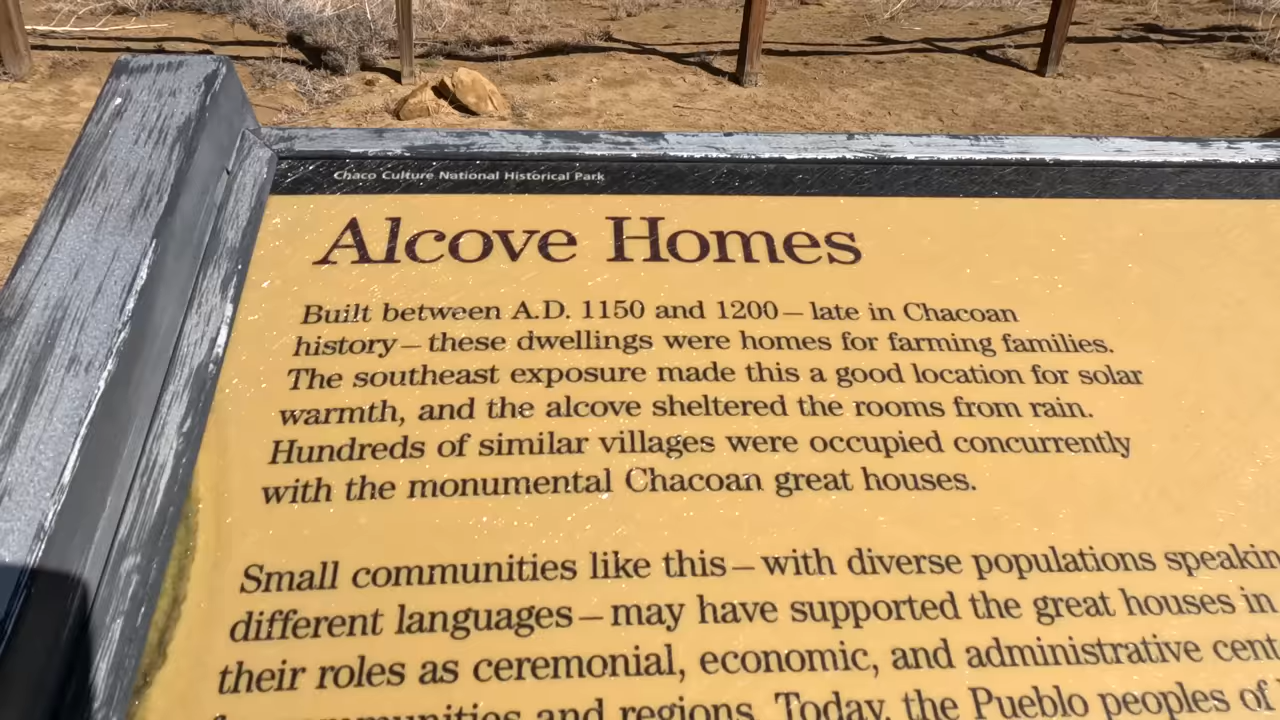 Chaco Culture National Historical Park
Alcove Homes
Built between A.D. 1150 and 1200 – late in Chacoan
history – these dwellings were homes for farming families.
The southeast exposure made this a good location for solar
warmth, and the alcove sheltered the rooms from rain.
Hundreds of similar villages were occupied concurrently
with the monumental Chacoan great houses.
Small communities like this – with diverse populations
different languages – may have supported the great houses in
their roles as ceremonial, economic, and administrative
and regions. Today, the Pueblo peoples of